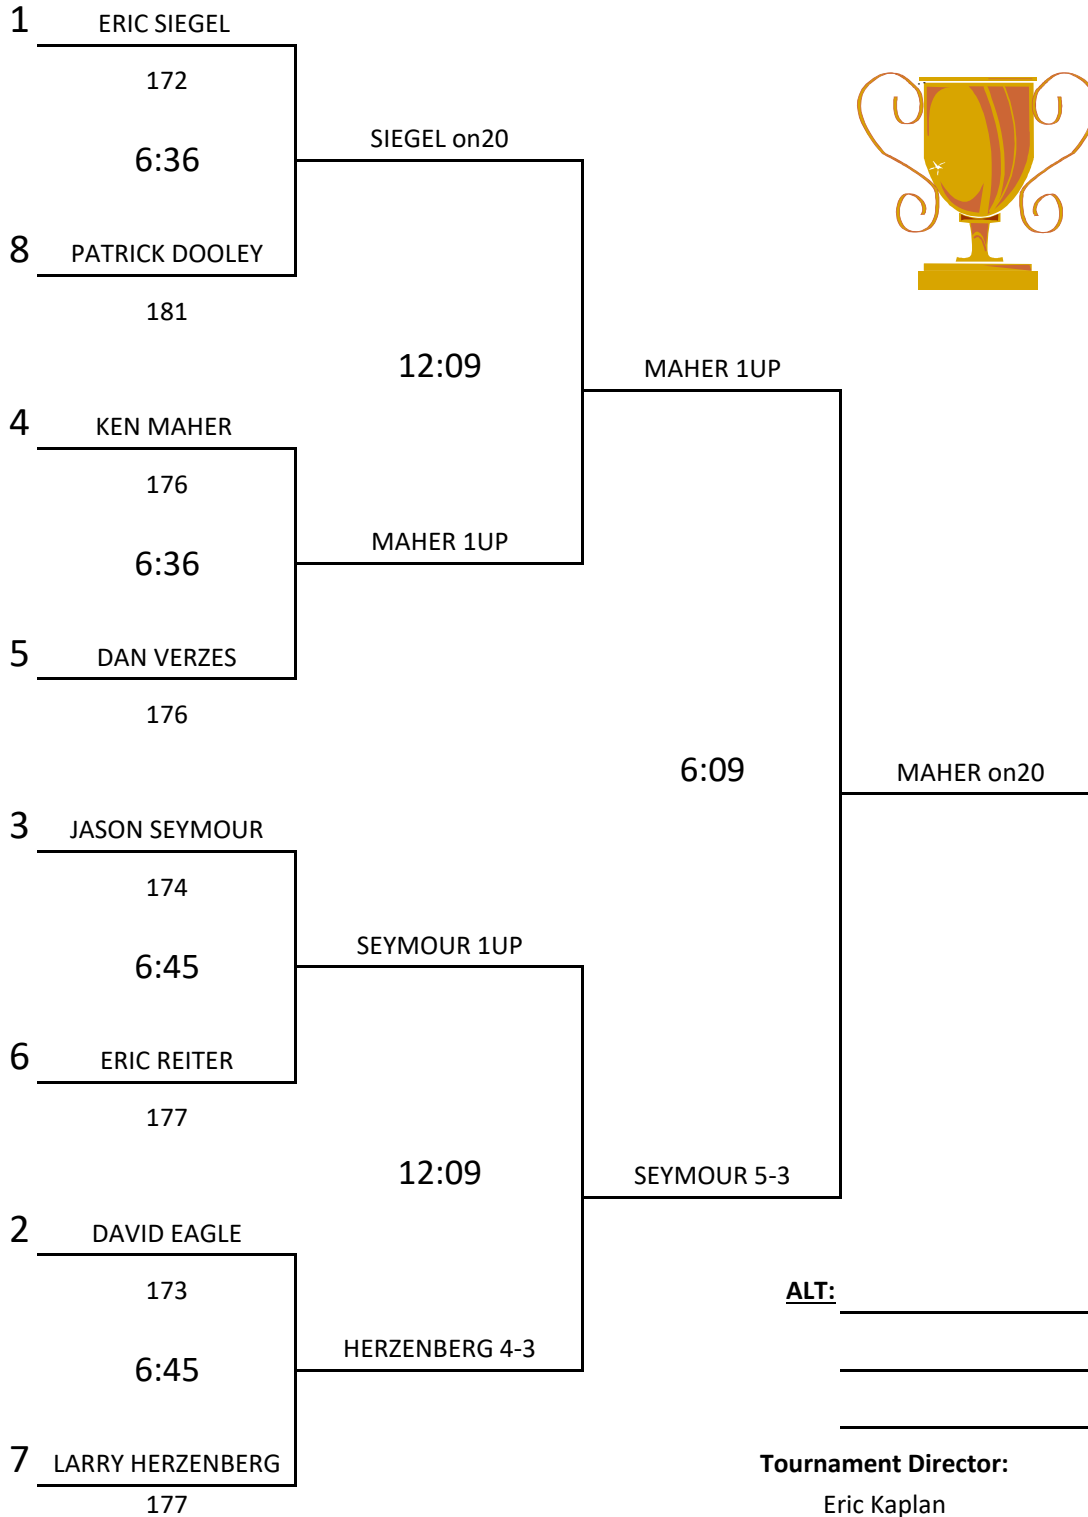 1 ERIC SIEGEL
172
6:36
SIEGEL on20
8 PATRICK DOOLEY
181
12:09
MAHER 1UP
4 KEN MAHER
176
6:36
MAHER 1UP
5 DAN VERZES
176
6:09
MAHER on20
3 JASON SEYMOUR
174
6:45
SEYMOUR 1UP
6 ERIC REITER
177
12:09
SEYMOUR 5-3
2 DAVID EAGLE
173
6:45
HERZENBERG 4-3
7 LARRY HERZENBERG
177
ALT:
Tournament Director:
Eric Kaplan